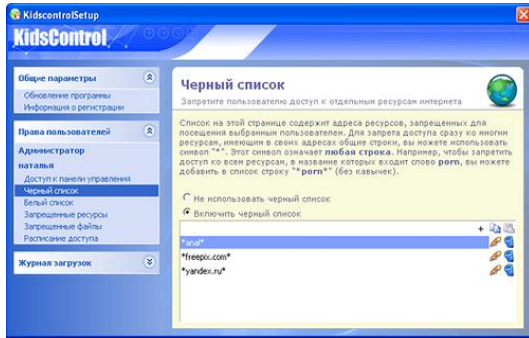 KidscontrolSetup
KidsControl
Общие параметры
Обновление программы
Информация о регистрации
Права пользователей
Администратор
наталья
Доступ к панели управления
Черный список
Белый список
Запрещенные ресурсы
Запрещенные файлы
Расписание доступа
Журнал загрузок
Черный список
Запретите пользователю доступ к отдельным ресурсам интернета
Список на этой странице содержит адреса ресурсов, запрещенных для
посещения выбранным пользователем. Для запрета доступа сразу ко многим
ресурсам, имеющим в своих адресах общие строки, вы можете использовать
символ "*". Этот символ означает любая строка. Например, чтобы запретить
доступ ко всем ресурсам, в название которых входит слово porn, вы можете
добавить в список строку "*porn*" (без кавычек).
Не использовать черный список
Включить черный список
*anal*
*freepix.com*
*yandex.ru*